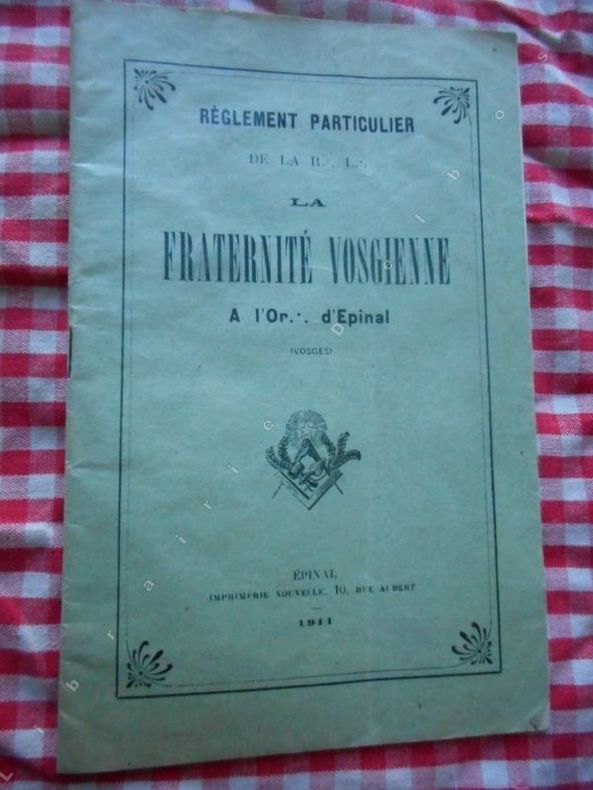 RÈGLEMENT PARTICULIER
DE LA R.·. L.·.
LA
FRATERNITÉ VOSGIENNE
A l'Or.·. d'Epinal
(VOSGES)
ÉPINAL
IMPRIMERIE NOUVELLE, 10, RUE AUBERT
1911